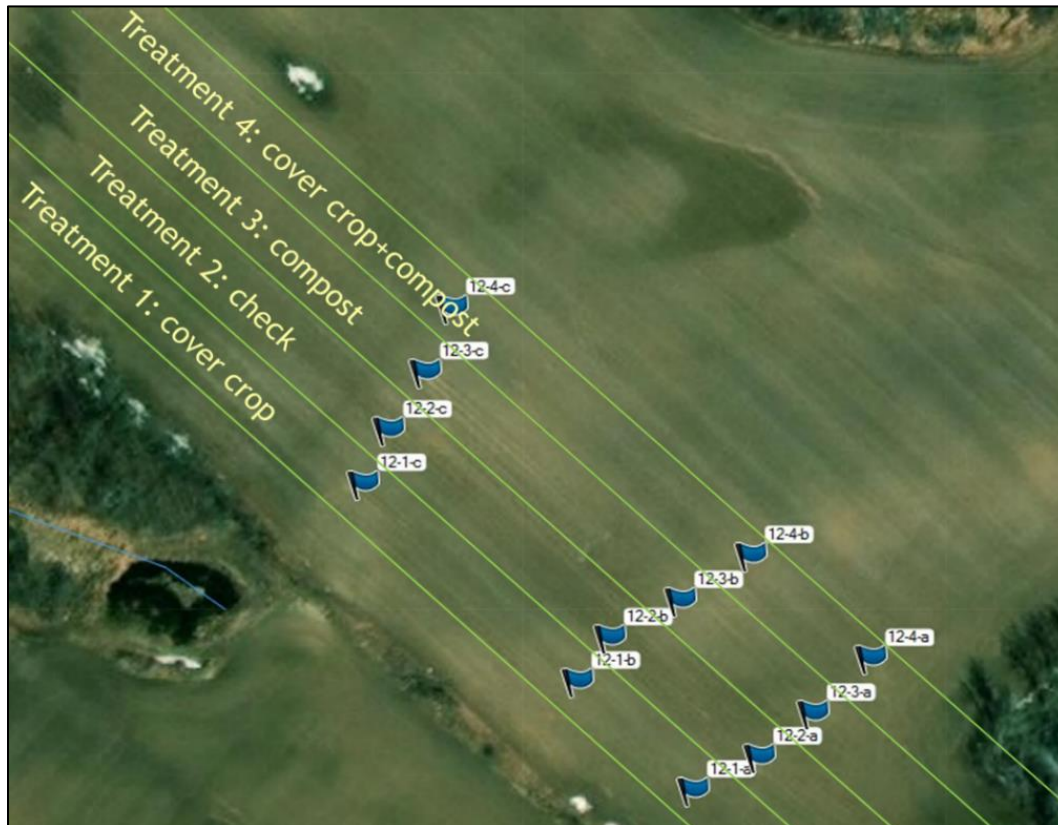 Treatment 4: cover crop+compost
Treatment 3: compost
Treatment 2: check
Treatment 1: cover crop
12-4-c
12-3-c
12-2-c
12-1-c
12-4-b
12-3-b
12-2-b
12-1-b
12-4-a
12-3-a
12-2-a
12-1-a